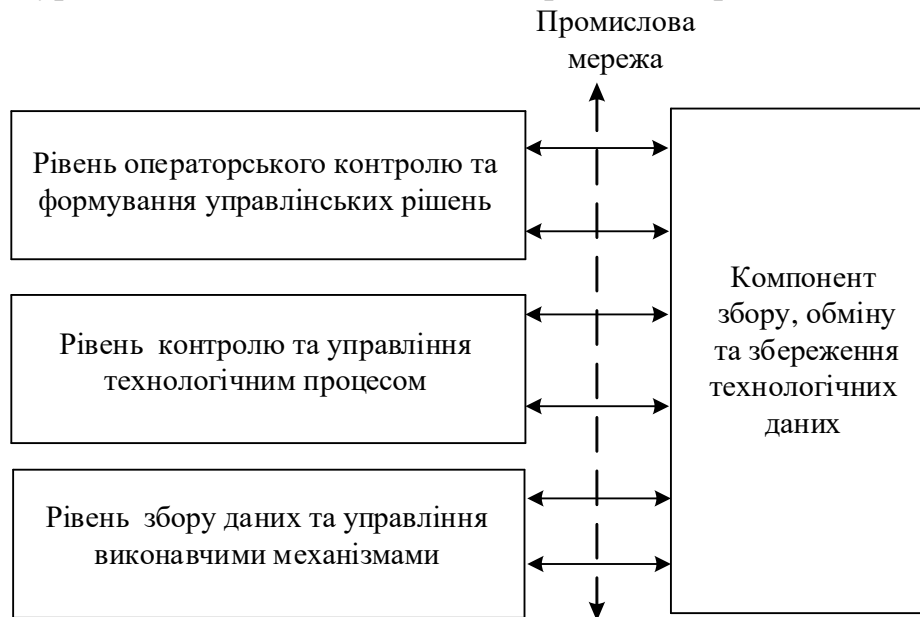 Промислова
мережа
Рівень операторського контролю та
формування управлінських рішень
Рівень контролю та управління
технологічним процесом
Рівень збору даних та управління
виконавчими механізмами
Компонент
збору, обміну
та збереження
технологічних
даних